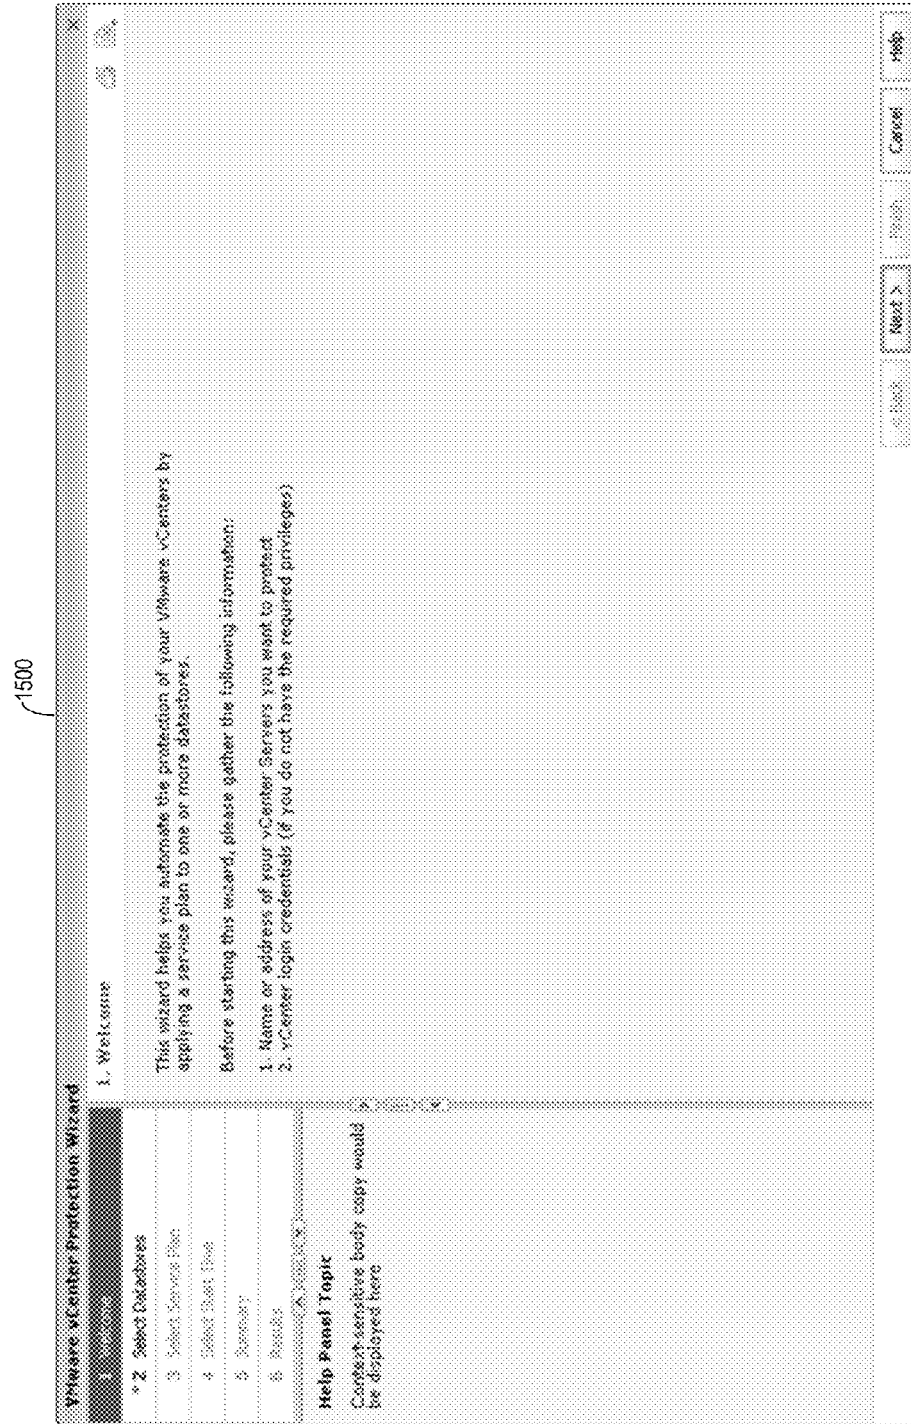 1500
VMware vCenter Protection Wizard
1. Welcome
* 2 Select Datastores
3 Select Service Plan
4 Select Start Time
5 Summary
6 Results
Help Panel Topic
Context-sensitive body copy would
be displayed here
This wizard helps you automate the protection of your VMware vCenters by
applying a service plan to one or more datastores.
Before starting this wizard, please gather the following information:
1. Name or address of your vCenter Servers you want to protect
2. vCenter login credentials (if you do not have the required privileges)
< Back
Next >
Finish
Cancel
Help